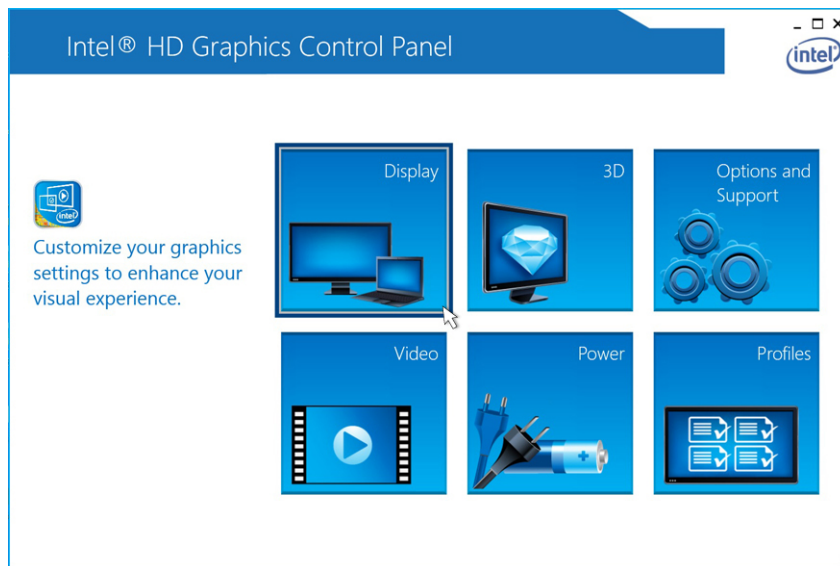 Intel® HD Graphics Control Panel
intel
Display
3D
Options and
Support
intel
Customize your graphics
settings to enhance your
visual experience.
Video
Power
Profiles